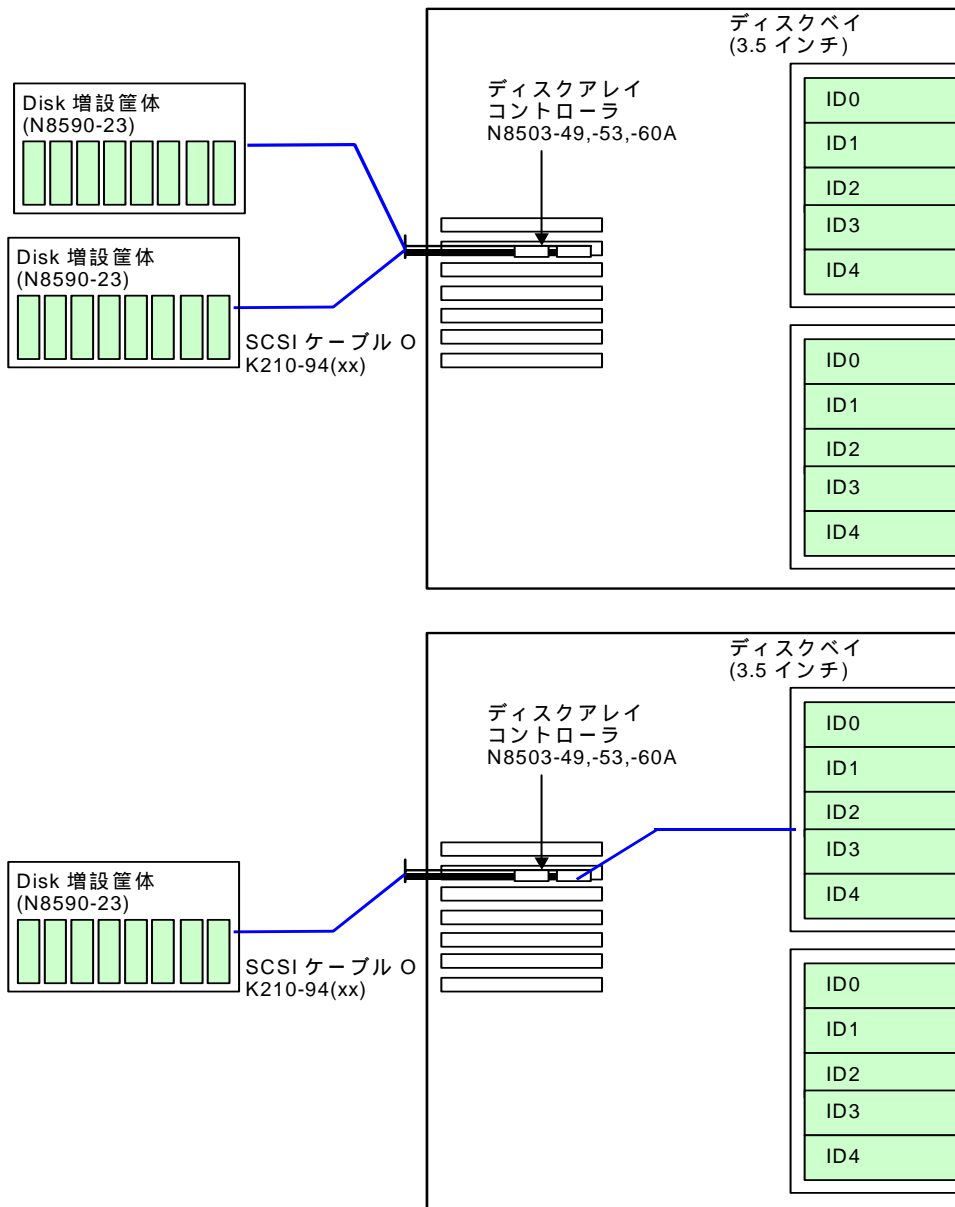 ディスクベイ
(3.5 インチ)
Disk 増設筐体
(N8590-23)
ディスクアレイ
コントローラ
N8503-49,-53,-60A
Disk 増設筐体
(N8590-23)
SCSI ケーブル O
K210-94(xx)
ID0
ID1
ID2
ID3
ID4
ID0
ID1
ID2
ID3
ID4
ディスクベイ
(3.5 インチ)
ディスクアレイ
コントローラ
N8503-49,-53,-60A
Disk 増設筐体
(N8590-23)
SCSI ケーブル O
K210-94(xx)
ID0
ID1
ID2
ID3
ID4
ID0
ID1
ID2
ID3
ID4